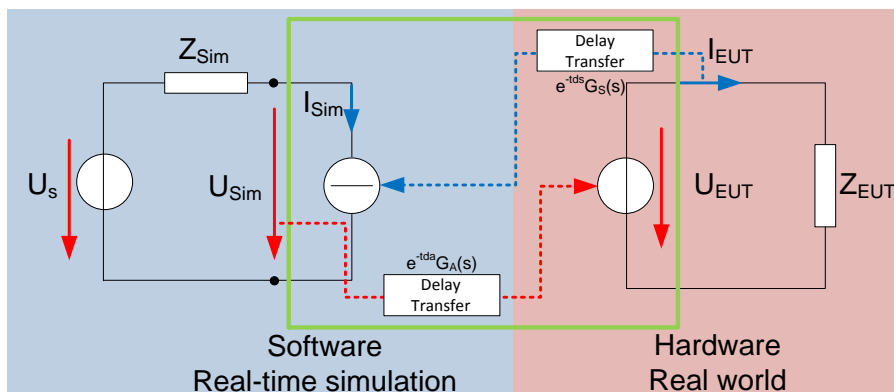 Z_Sim
Delay
Transfer
I_EUT
e^-tds G_S(s)
I_Sim
U_s
U_Sim
U_EUT
Z_EUT
e^-tda G_A(s)
Delay
Transfer
Software
Real-time simulation
Hardware
Real world